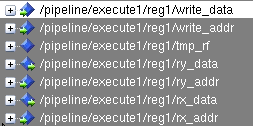 /pipeline/execute1/reg1/write_data
/pipeline/execute1/reg1/write_addr
/pipeline/execute1/reg1/tmp_rf
/pipeline/execute1/reg1/ry_data
/pipeline/execute1/reg1/ry_addr
/pipeline/execute1/reg1/rx_data
/pipeline/execute1/reg1/rx_addr